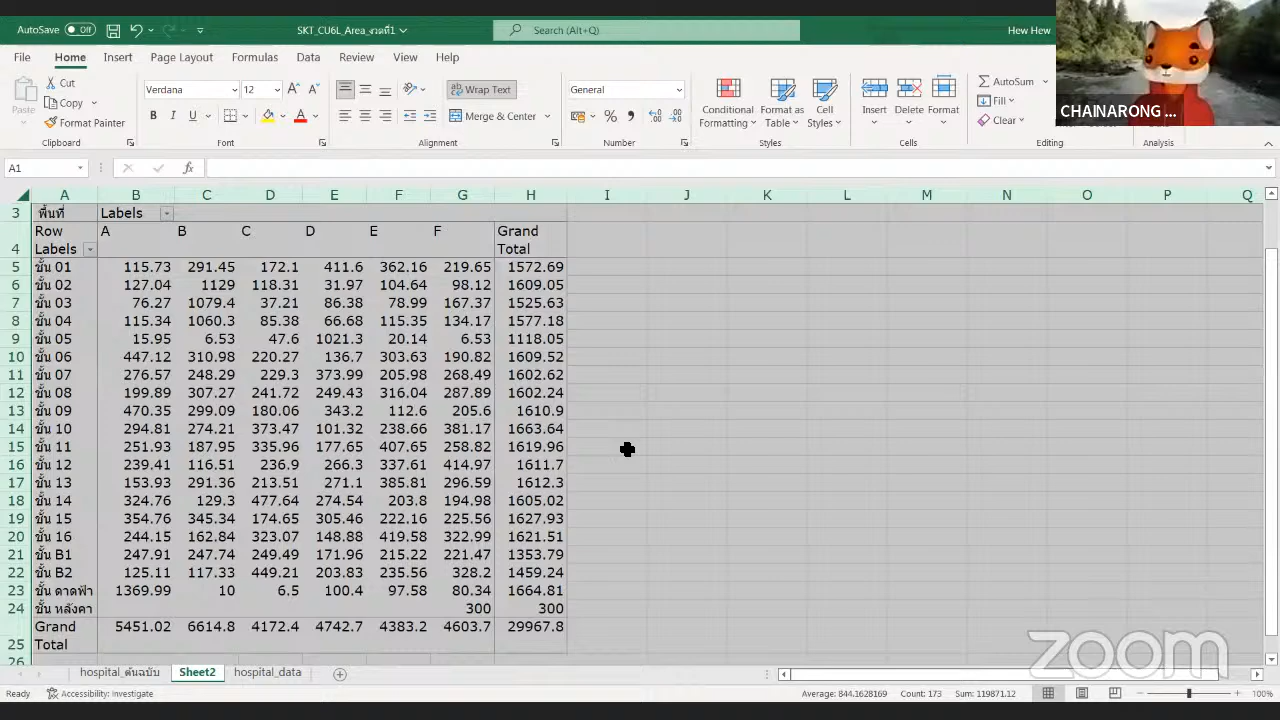 AutoSave Off SKT_CU6L_Area_งวดที่1 Search (Alt+Q) Hew Hew
File Home Insert Page Layout Formulas Data Review View Help
Cut Verdana 12 Wrap Text General AutoSum
Paste Copy Merge & Center Conditional Formatting Format as Table Cell Styles Insert Delete Format Fill
Format Painter Clear
Clipboard Font Alignment Number Styles Cells Editing Analysis
CHAINARONG ...
A1 fx
A B C D E F G H I J K L M N O P Q
3 พื้นที่ Labels
4 Row Labels A B C D E F Grand Total
5 ชั้น 01 115.73 291.45 172.1 411.6 362.16 219.65 1572.69
6 ชั้น 02 127.04 1129 118.31 31.97 104.64 98.12 1609.05
7 ชั้น 03 76.27 1079.4 37.21 86.38 78.99 167.37 1525.63
8 ชั้น 04 115.34 1060.3 85.38 66.68 115.35 134.17 1577.18
9 ชั้น 05 15.95 6.53 47.6 1021.3 20.14 6.53 1118.05
10 ชั้น 06 447.12 310.98 220.27 136.7 303.63 190.82 1609.52
11 ชั้น 07 276.57 248.29 229.3 373.99 205.98 268.49 1602.62
12 ชั้น 08 199.89 307.27 241.72 249.43 316.04 287.89 1602.24
13 ชั้น 09 470.35 299.09 180.06 343.2 112.6 205.6 1610.9
14 ชั้น 10 294.81 274.21 373.47 101.32 238.66 381.17 1663.64
15 ชั้น 11 251.93 187.95 335.96 177.65 407.65 258.82 1619.96
16 ชั้น 12 239.41 116.51 236.9 266.3 337.61 414.97 1611.7
17 ชั้น 13 153.93 291.36 213.51 271.1 385.81 296.59 1612.3
18 ชั้น 14 324.76 129.3 477.64 274.54 203.8 194.98 1605.02
19 ชั้น 15 354.76 345.34 174.65 305.46 222.16 225.56 1627.93
20 ชั้น 16 244.15 162.84 323.07 148.88 419.58 322.99 1621.51
21 ชั้น B1 247.91 247.74 249.49 171.96 215.22 221.47 1353.79
22 ชั้น B2 125.11 117.33 449.21 203.83 235.56 328.2 1459.24
23 ชั้น ดาดฟ้า 1369.99 10 6.5 100.4 97.58 80.34 1664.81
24 ชั้น หลังคา 300 300
25 Grand Total 5451.02 6614.8 4172.4 4742.7 4383.2 4603.7 29967.8
26
zoom
hospital_ต้นฉบับ Sheet2 hospital_data
Ready Accessibility: Investigate Average: 844.1628169 Count: 173 Sum: 119871.12 100%